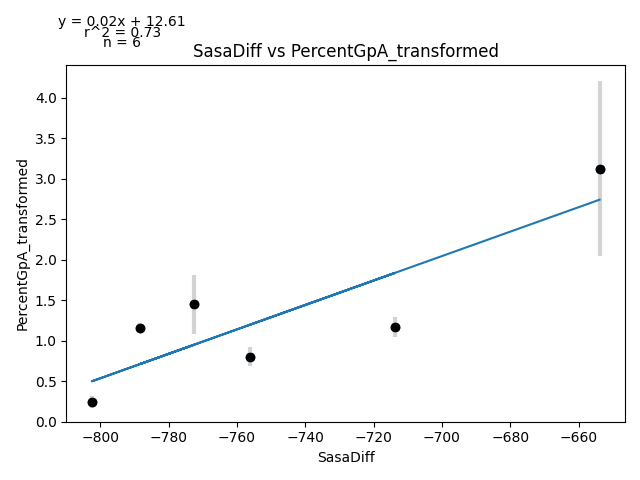 y = 0.02x + 12.61
r^2 = 0.73
n = 6
SasaDiff vs PercentGpA_transformed
PercentGpA_transformed
4.0
3.5
3.0
2.5
2.0
1.5
1.0
0.5
0.0
−800 −780 −760 −740 −720 −700 −680 −660
SasaDiff